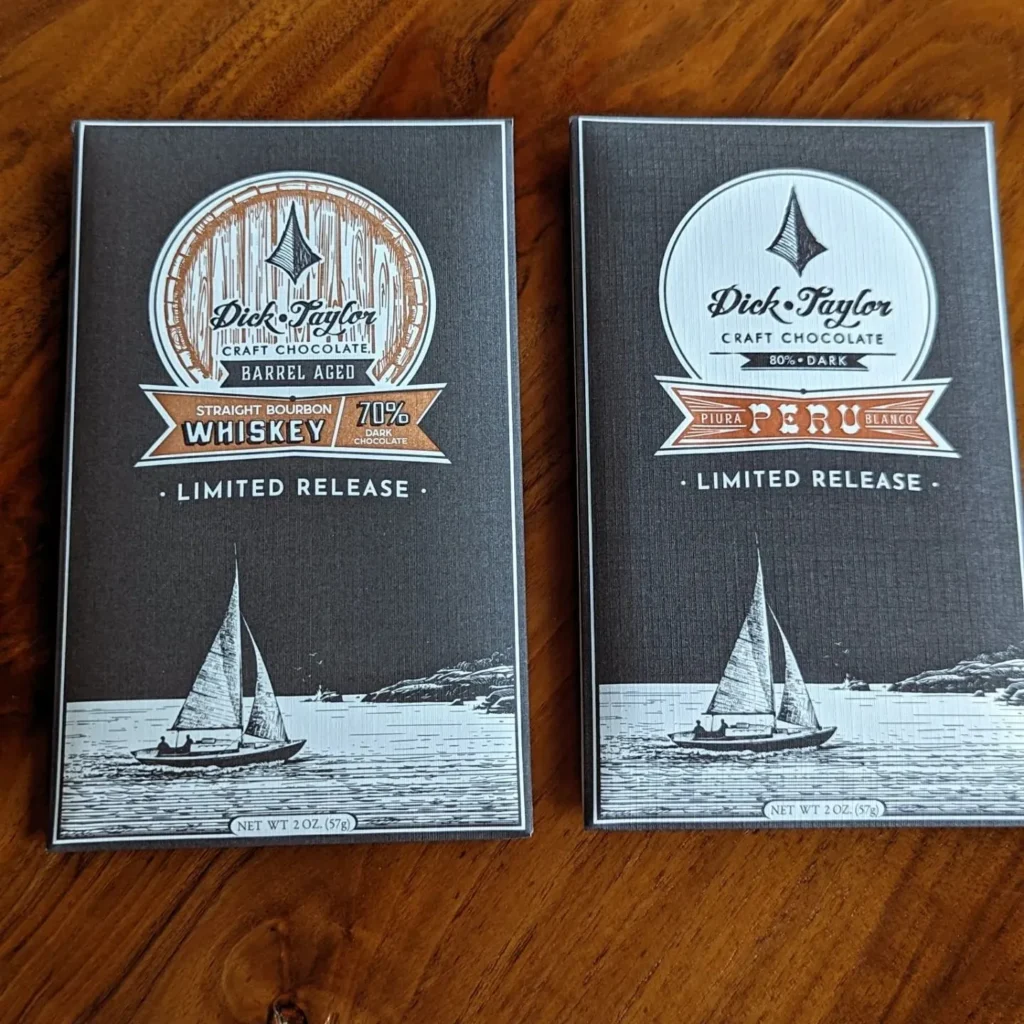 Dick • Taylor
CRAFT CHOCOLATE
BARREL AGED
STRAIGHT BOURBON
WHISKEY
70%
DARK
CHOCOLATE
· LIMITED RELEASE ·
NET WT 2 OZ. (57g)
Dick • Taylor
CRAFT CHOCOLATE
80% • DARK
PIURA PERU BLANCO
· LIMITED RELEASE ·
NET WT 2 OZ. (57g)